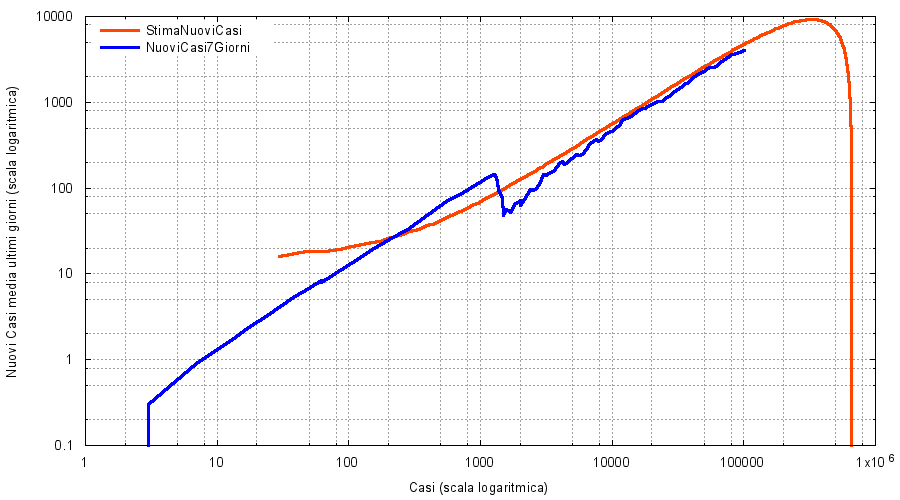 StimaNuoviCasi
NuoviCasi7Giorni
Nuovi Casi media ultimi giorni (scala logaritmica)
10000
1000
100
10
1
0.1
1 10 100 1000 10000 100000 1x10 6
Casi (scala logaritmica)